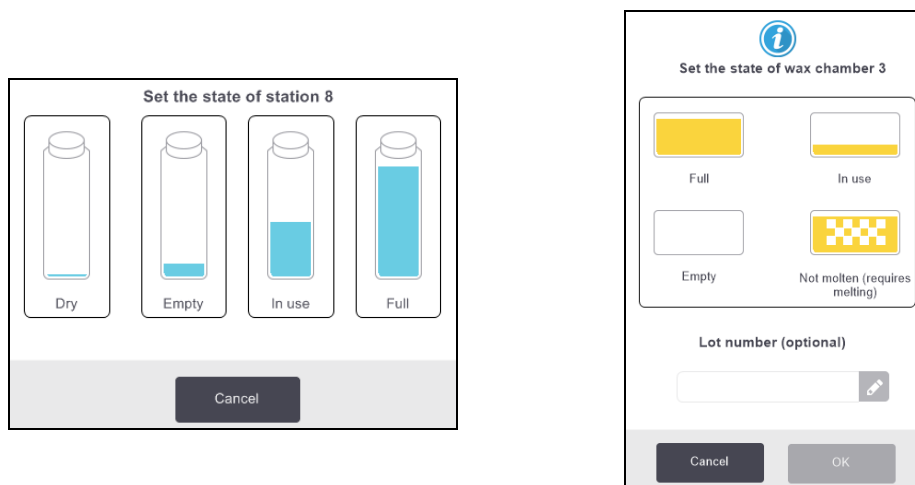 Set the state of station 8
Dry
Empty
In use
Full
Cancel
i
Set the state of wax chamber 3
Full
In use
Empty
Not molten (requires
melting)
Lot number (optional)
Cancel
OK